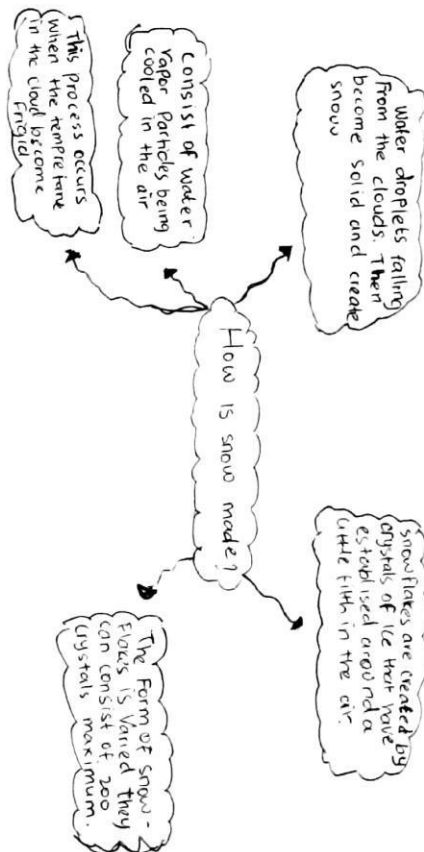 Water droplets falling
from the clouds. Then
become solid and create
snow
snowflakes are created by
crystals of ice that have
establised around a
little filth in the air.
How is snow made?
Consist of water
vapor particles being
cooled in the air
This process occurs
when the tempretane
in the cloud become
frigid
The form of snow-
flakes is varied they
can consist of 200
crystals maximum.